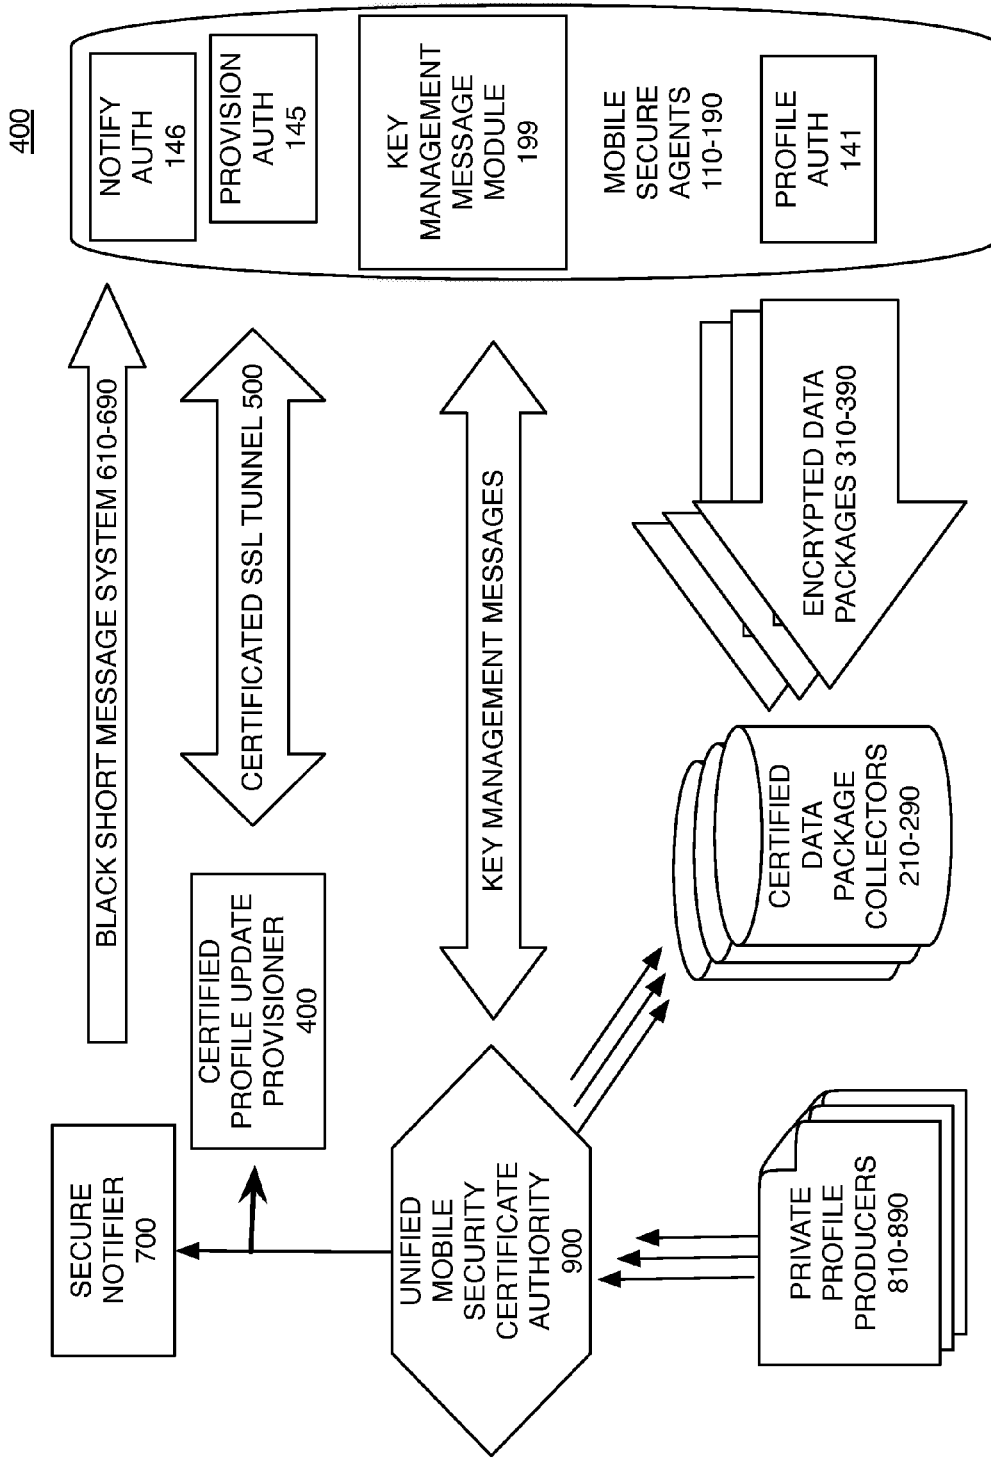 400
SECURE
NOTIFIER
700
BLACK SHORT MESSAGE SYSTEM 610-690
NOTIFY
AUTH
146
CERTIFIED
PROFILE UPDATE
PROVISIONER
400
CERTIFICATED SSL TUNNEL 500
PROVISION
AUTH
145
UNIFIED
MOBILE
SECURITY
CERTIFICATE
AUTHORITY
900
KEY MANAGEMENT MESSAGES
KEY
MANAGEMENT
MESSAGE
MODULE
199
MOBILE
SECURE
AGENTS
110-190
PRIVATE
PROFILE
PRODUCERS
810-890
CERTIFIED
DATA
PACKAGE
COLLECTORS
210-290
ENCRYPTED DATA
PACKAGES 310-390
PROFILE
AUTH
141